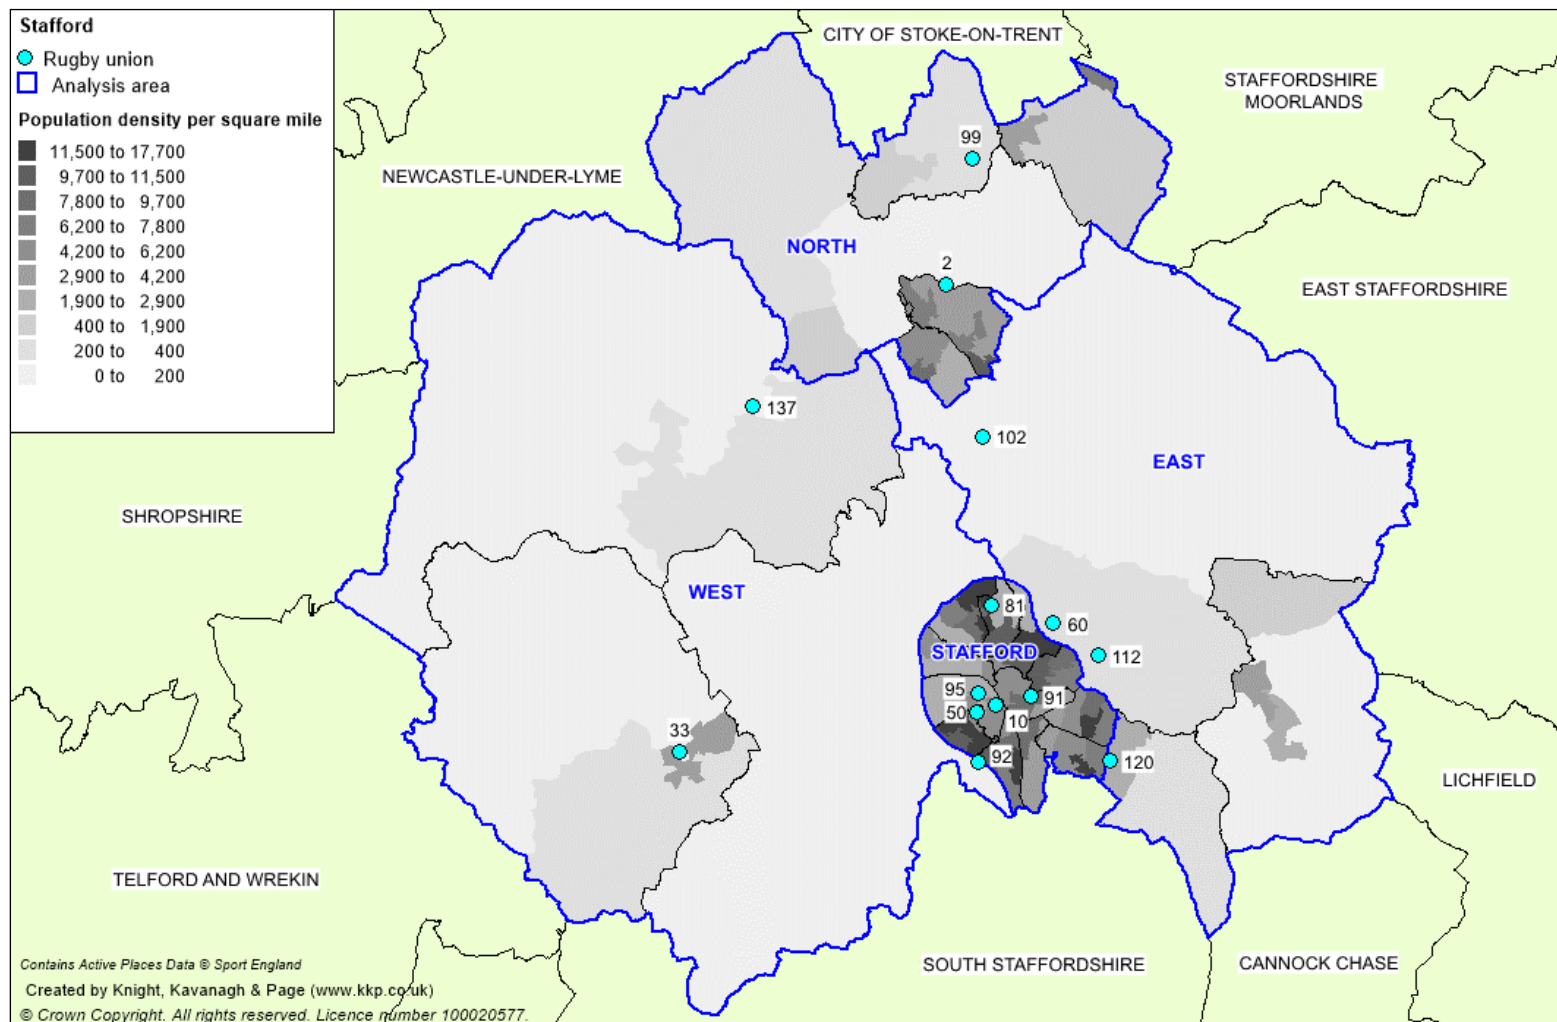 Stafford
Rugby union
Analysis area
Population density per square mile
11,500 to 17,700
9,700 to 11,500
7,800 to 9,700
6,200 to 7,800
4,200 to 6,200
2,900 to 4,200
1,900 to 2,900
400 to 1,900
200 to 400
0 to 200
CITY OF STOKE-ON-TRENT
STAFFORDSHIRE
MOORLANDS
99
NEWCASTLE-UNDER-LYME
NORTH
2
EAST STAFFORDSHIRE
137
102
EAST
SHROPSHIRE
WEST
81
60
STAFFORD
112
95
91
50
10
33
92
120
LICHFIELD
TELFORD AND WREKIN
SOUTH STAFFORDSHIRE
CANNOCK CHASE
Contains Active Places Data © Sport England
Created by Knight, Kavanagh & Page (www.kkp.co.uk)
© Crown Copyright. All rights reserved. Licence number 100020577.